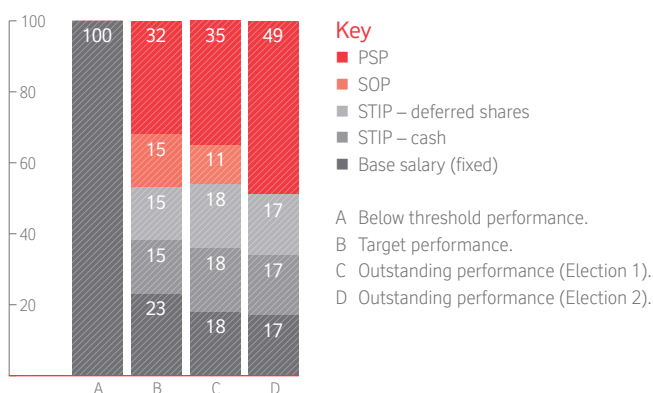 100
80
60
40
20
100
32
35
49
15
11
15
18
17
15
18
17
23
18
17
A
B
C
D
Key
PSP
SOP
STIP – deferred shares
STIP – cash
Base salary (fixed)
A Below threshold performance.
B Target performance.
C Outstanding performance (Election 1).
D Outstanding performance (Election 2).